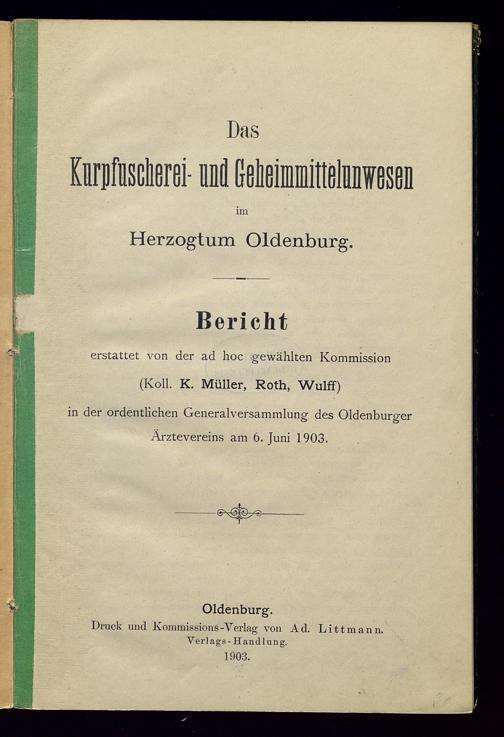 Das
Kurpfuscherei- und Geheimmittelunwesen
im
Herzogtum Oldenburg.
Bericht
erstattet von der ad hoc gewählten Kommission
(Koll. K. Müller, Roth, Wulff)
in der ordentlichen Generalversammlung des Oldenburger
Ärztevereins am 6. Juni 1903.
Oldenburg.
Druck und Kommissions-Verlag von Ad. Littmann.
Verlags-Handlung.
1903.